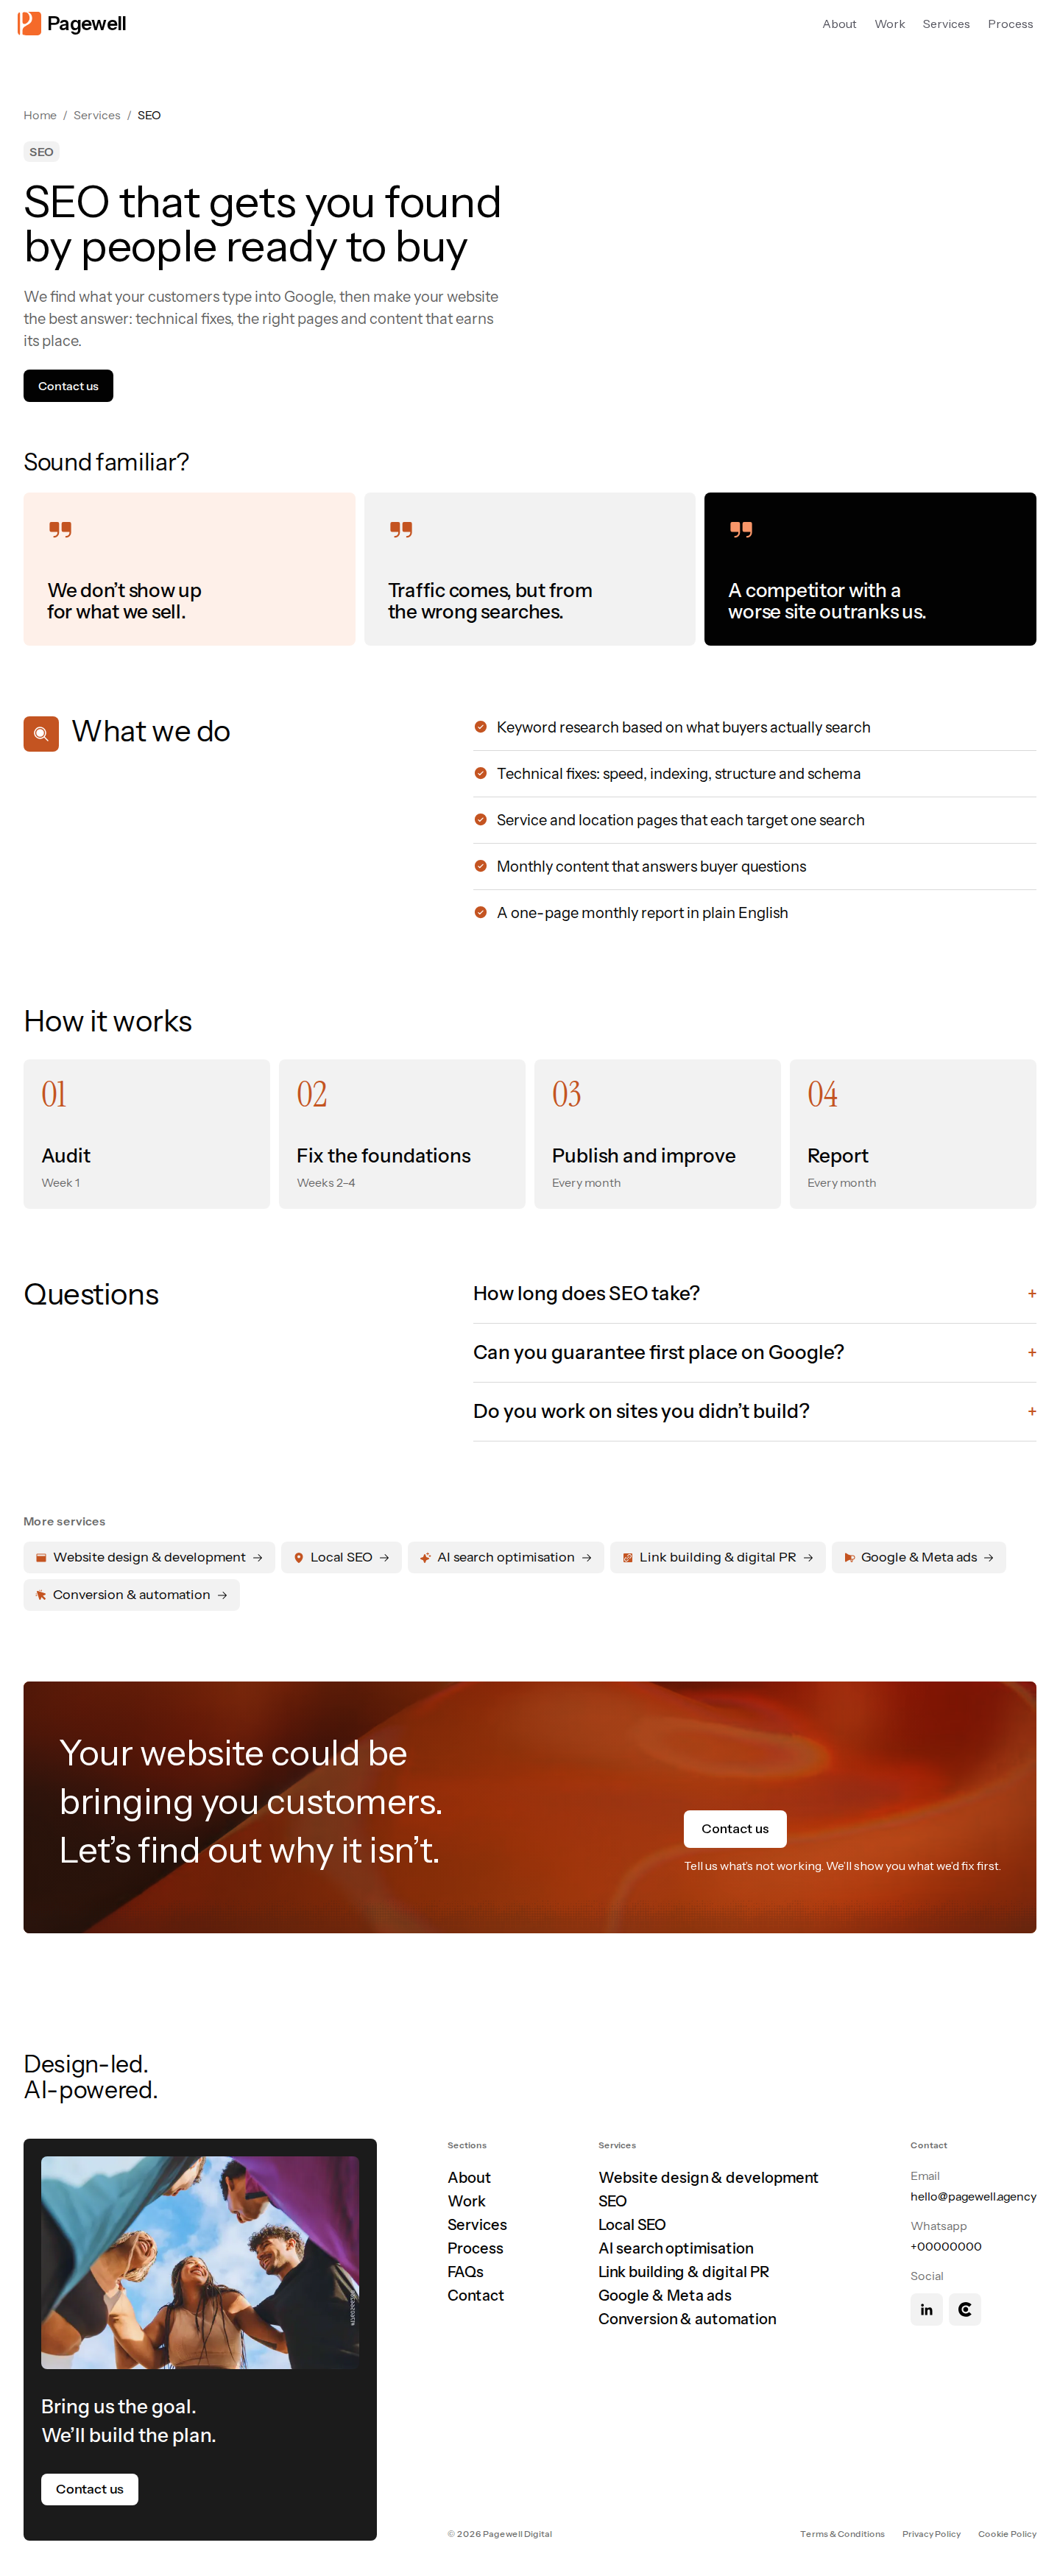 Pagewell
About Work Services Process
Home / Services / SEO
SEO
SEO that gets you found
by people ready to buy
We find what your customers type into Google, then make your website
the best answer: technical fixes, the right pages and content that earns
its place.
Contact us
Sound familiar?
We don’t show up
for what we sell.
Traffic comes, but from
the wrong searches.
A competitor with a
worse site outranks us.
What we do
Keyword research based on what buyers actually search
Technical fixes: speed, indexing, structure and schema
Service and location pages that each target one search
Monthly content that answers buyer questions
A one-page monthly report in plain English
How it works
01
Audit
Week 1
02
Fix the foundations
Weeks 2–4
03
Publish and improve
Every month
04
Report
Every month
Questions
How long does SEO take? +
Can you guarantee first place on Google? +
Do you work on sites you didn’t build? +
More services
Website design & development →
Local SEO →
AI search optimisation →
Link building & digital PR →
Google & Meta ads →
Conversion & automation →
Your website could be
bringing you customers.
Let’s find out why it isn’t.
Contact us
Tell us what’s not working. We’ll show you what we’d fix first.
Design-led.
AI-powered.
Bring us the goal.
We’ll build the plan.
Contact us
Sections
About
Work
Services
Process
FAQs
Contact
Services
Website design & development
SEO
Local SEO
AI search optimisation
Link building & digital PR
Google & Meta ads
Conversion & automation
Contact
Email
hello@pagewell.agency
Whatsapp
+00000000
Social
in
© 2026 Pagewell Digital
Terms & Conditions Privacy Policy Cookie Policy